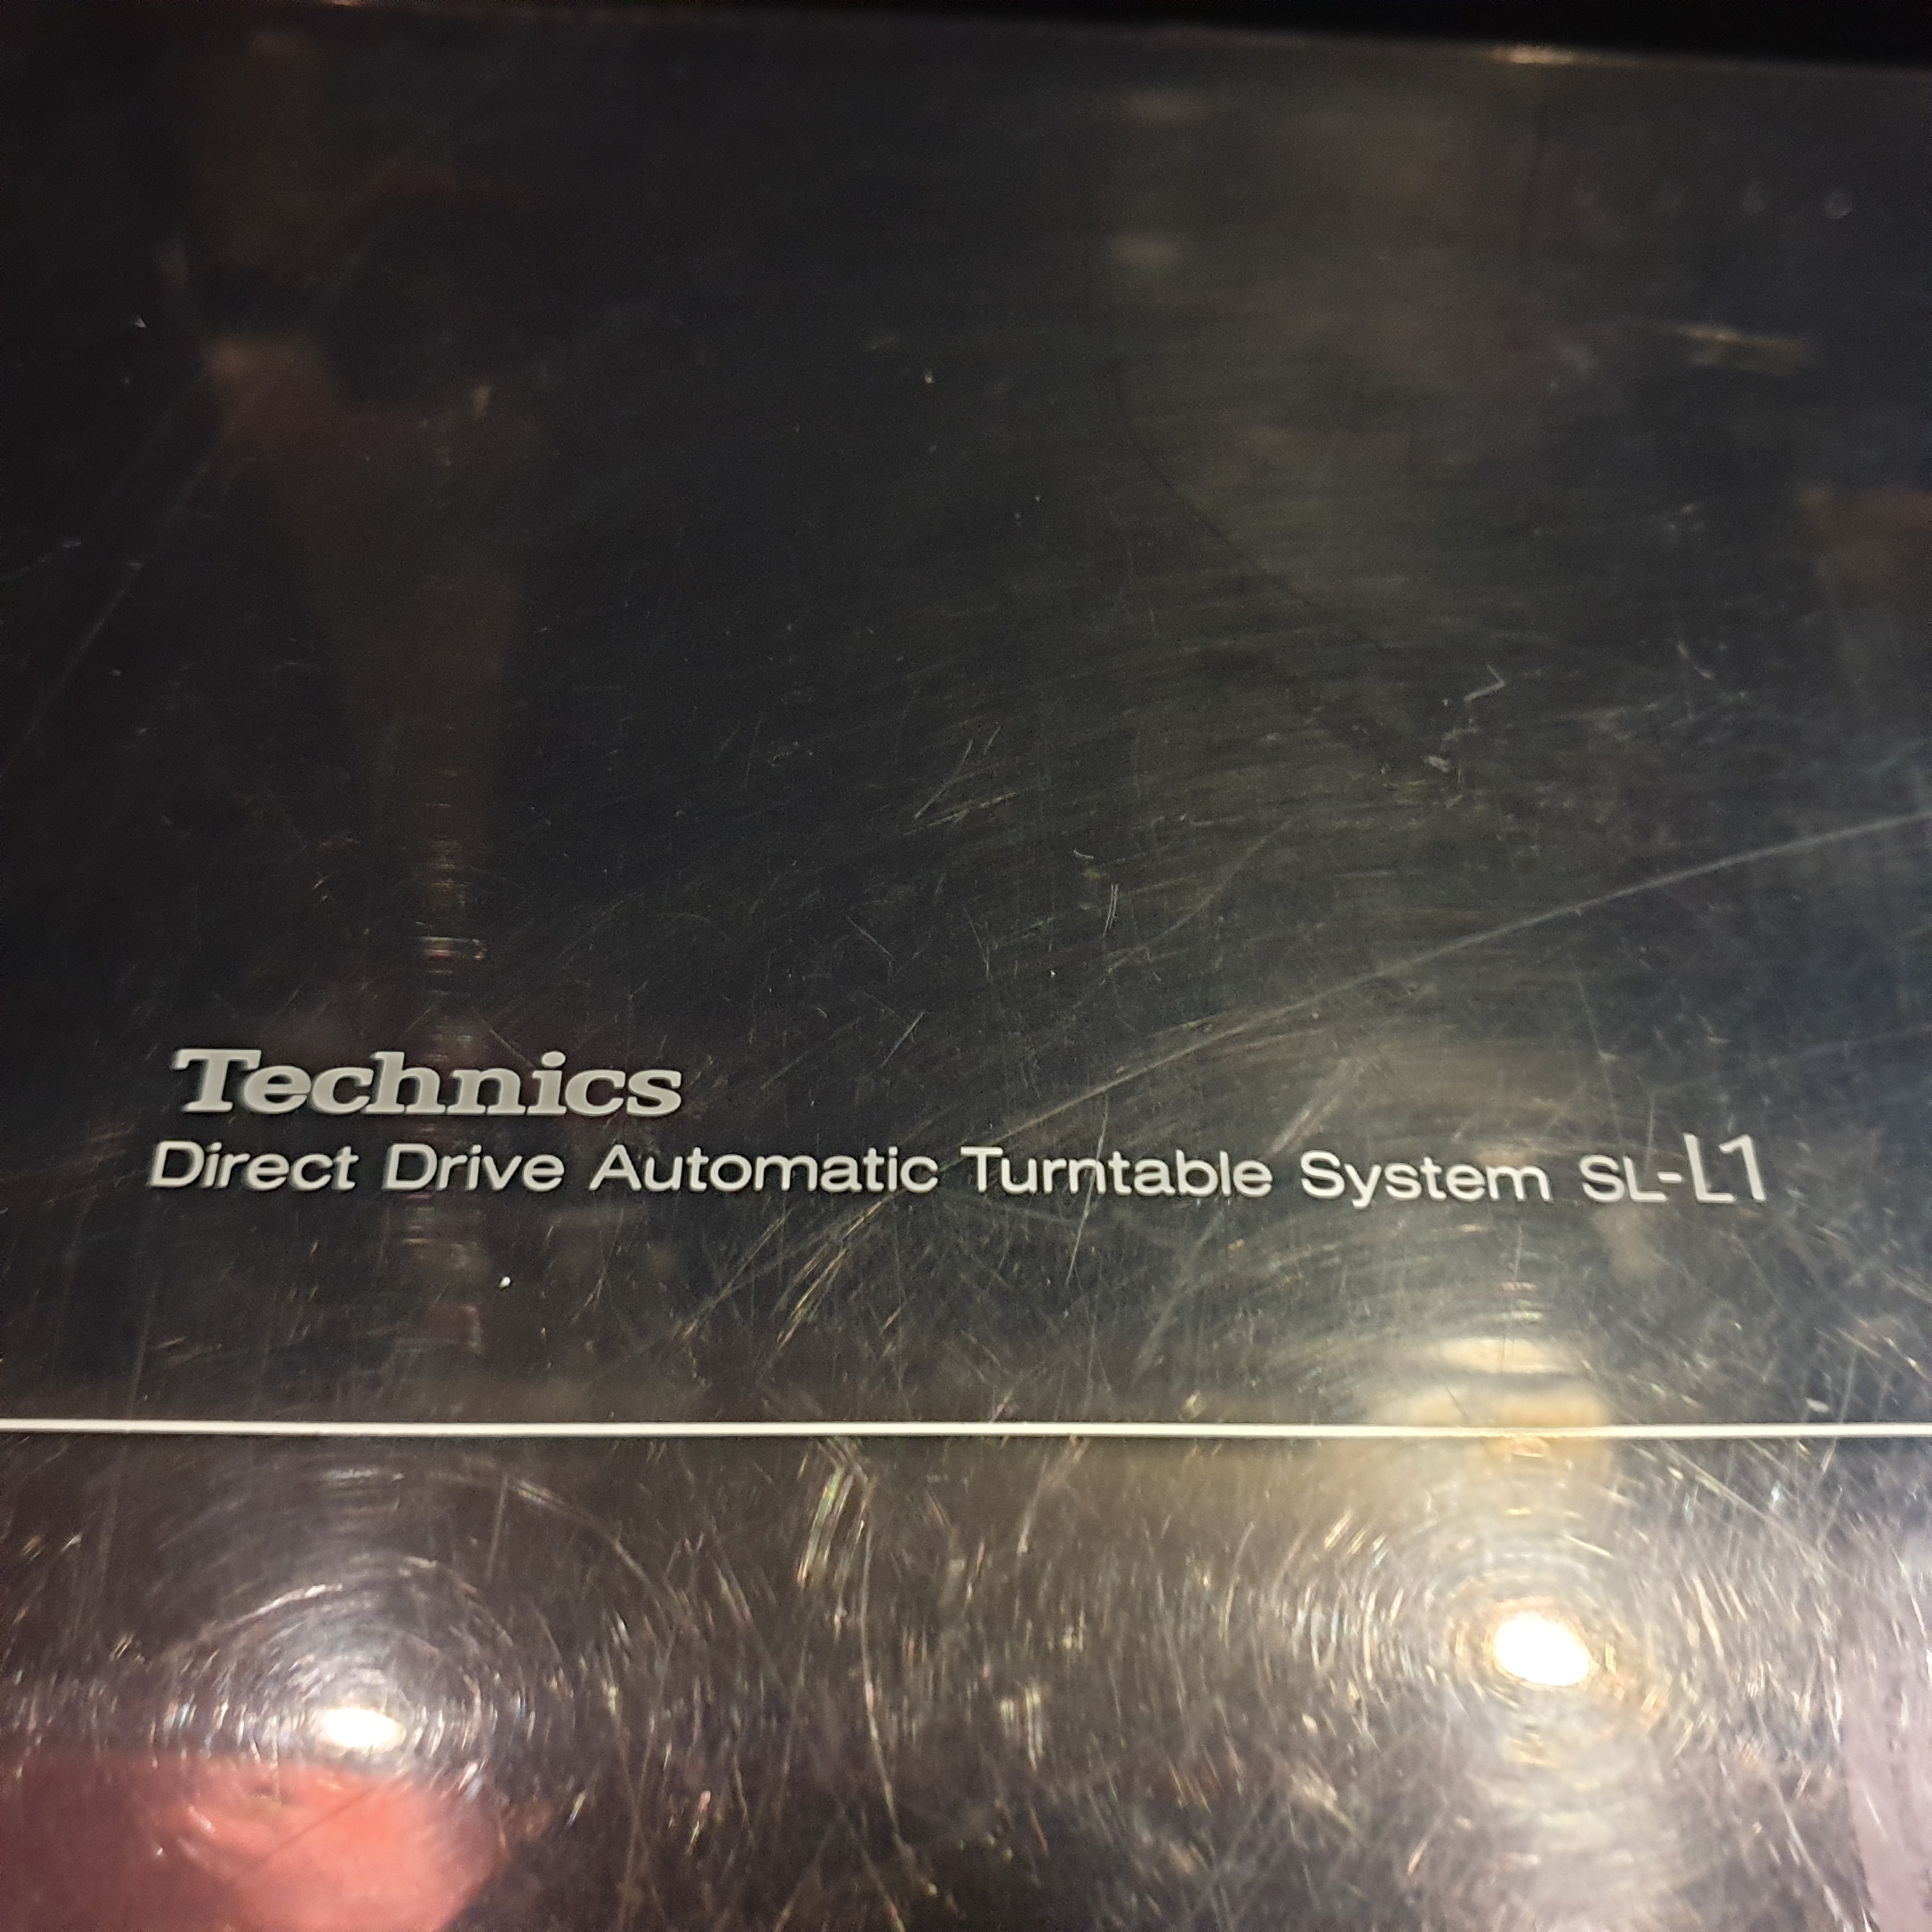 Technics
Direct Drive Automatic Turntable System SL-L1